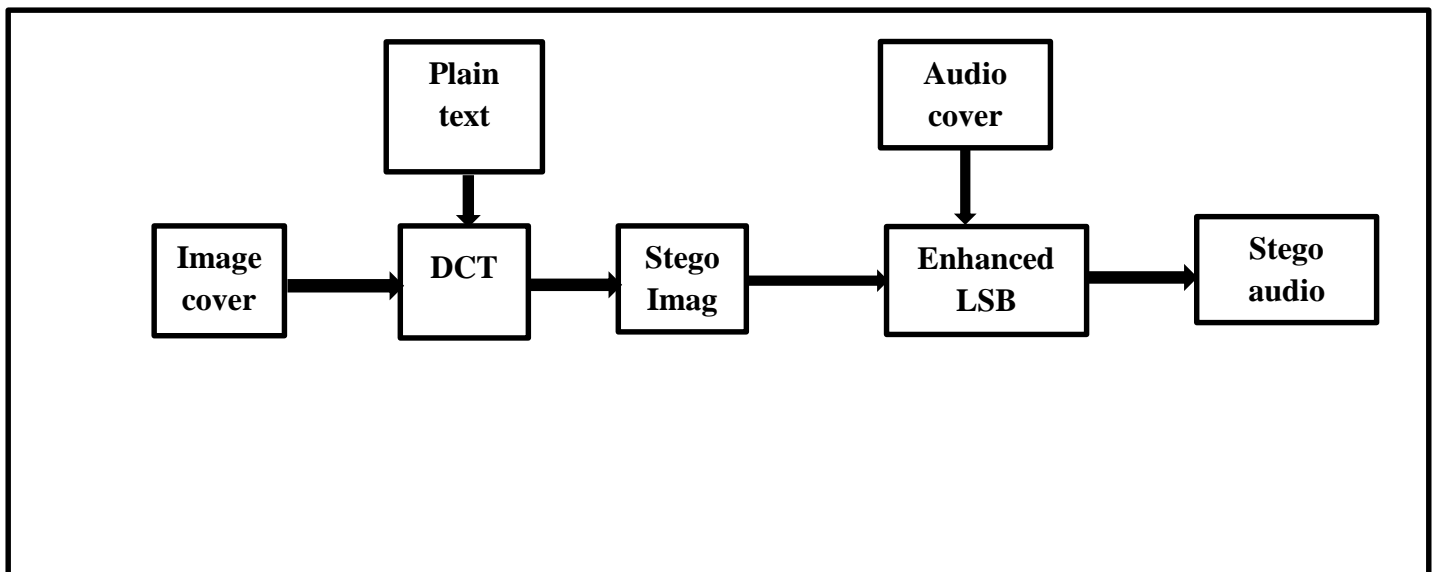 Plain
text
Audio
cover
Image
cover
DCT
Stego
Imag
Enhanced
LSB
Stego
audio